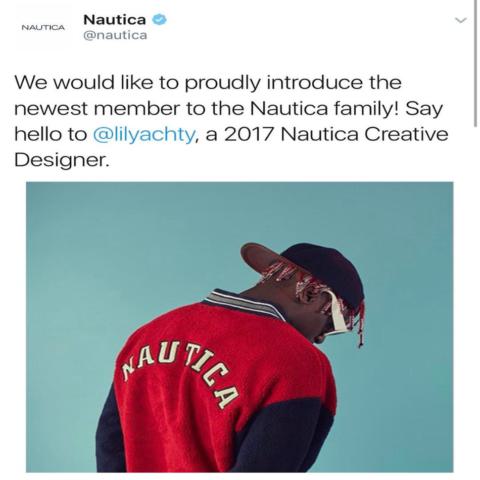 NAUTICA
Nautica
@nautica
We would like to proudly introduce the
newest member to the Nautica family! Say
hello to @lilyachty, a 2017 Nautica Creative
Designer.
NAUTICA